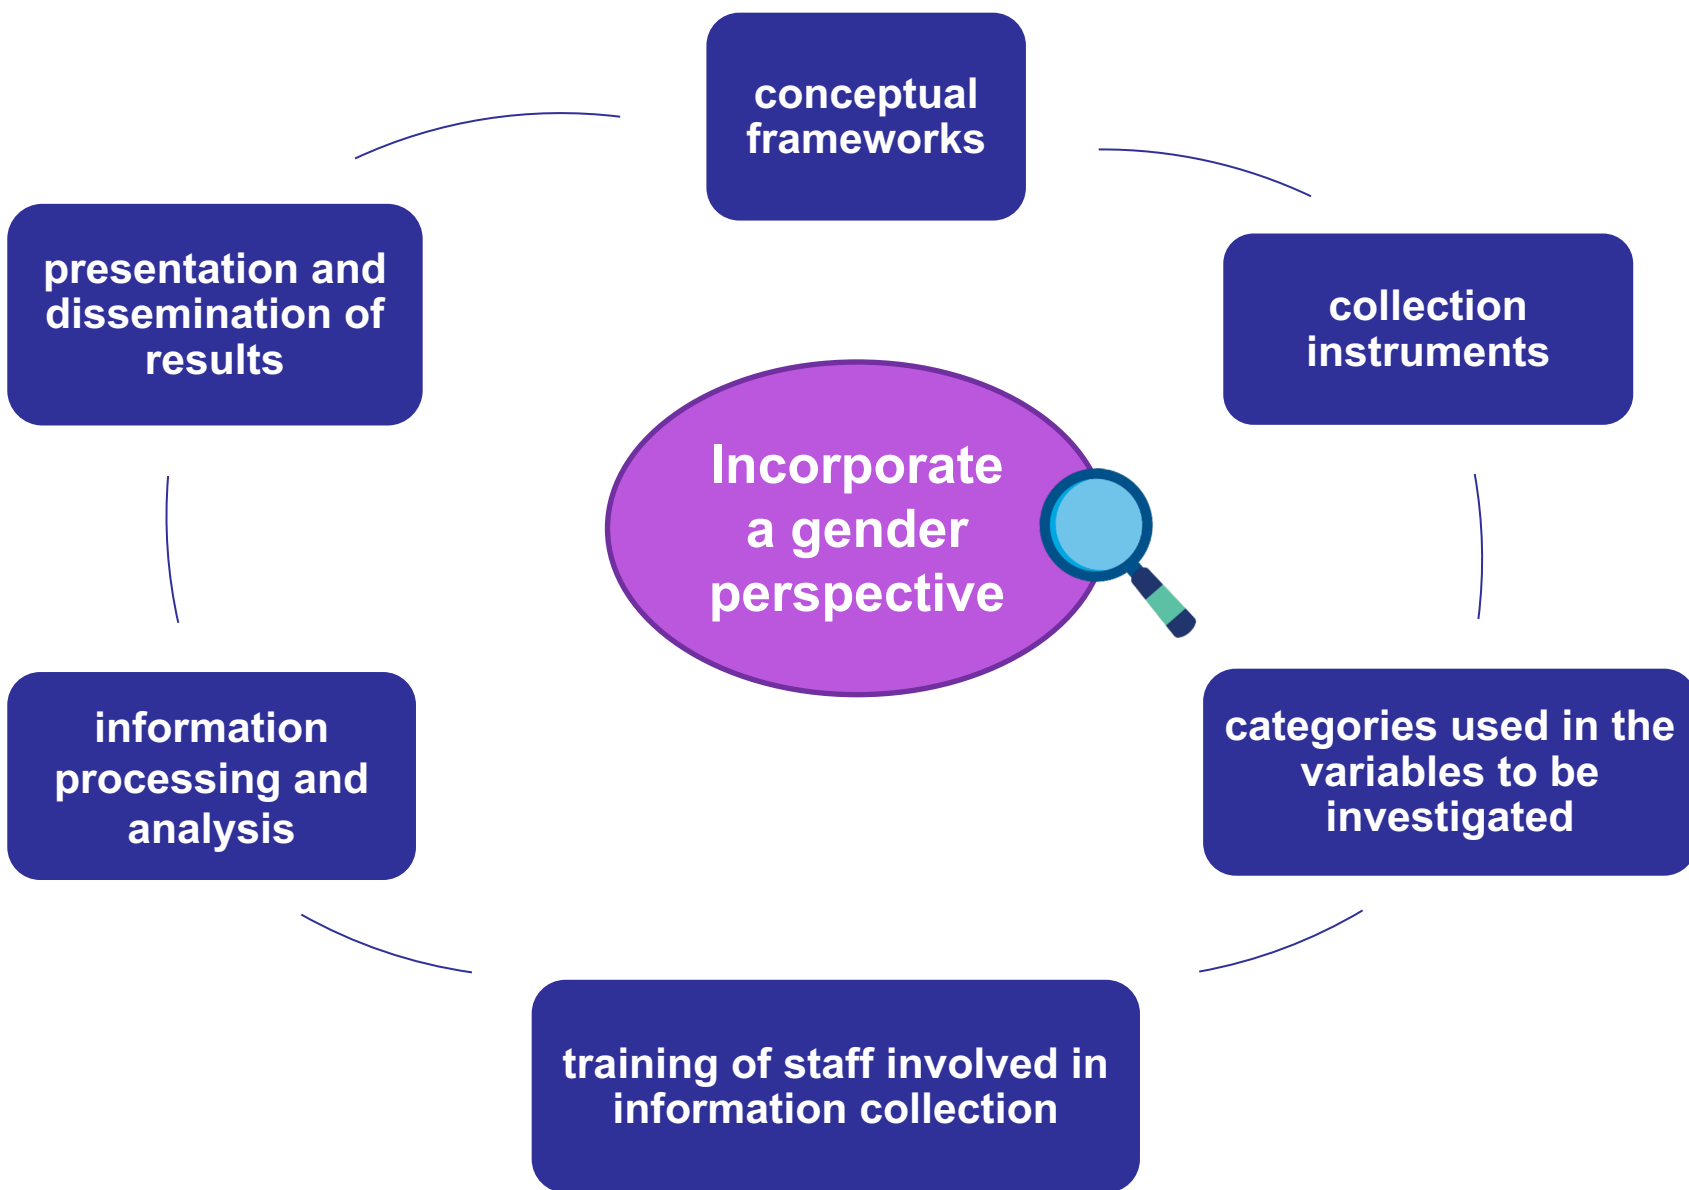 conceptual
frameworks
collection
instruments
categories used in the
variables to be
investigated
training of staff involved in
information collection
information
processing and
analysis
presentation and
dissemination of
results
Incorporate
a gender
perspective